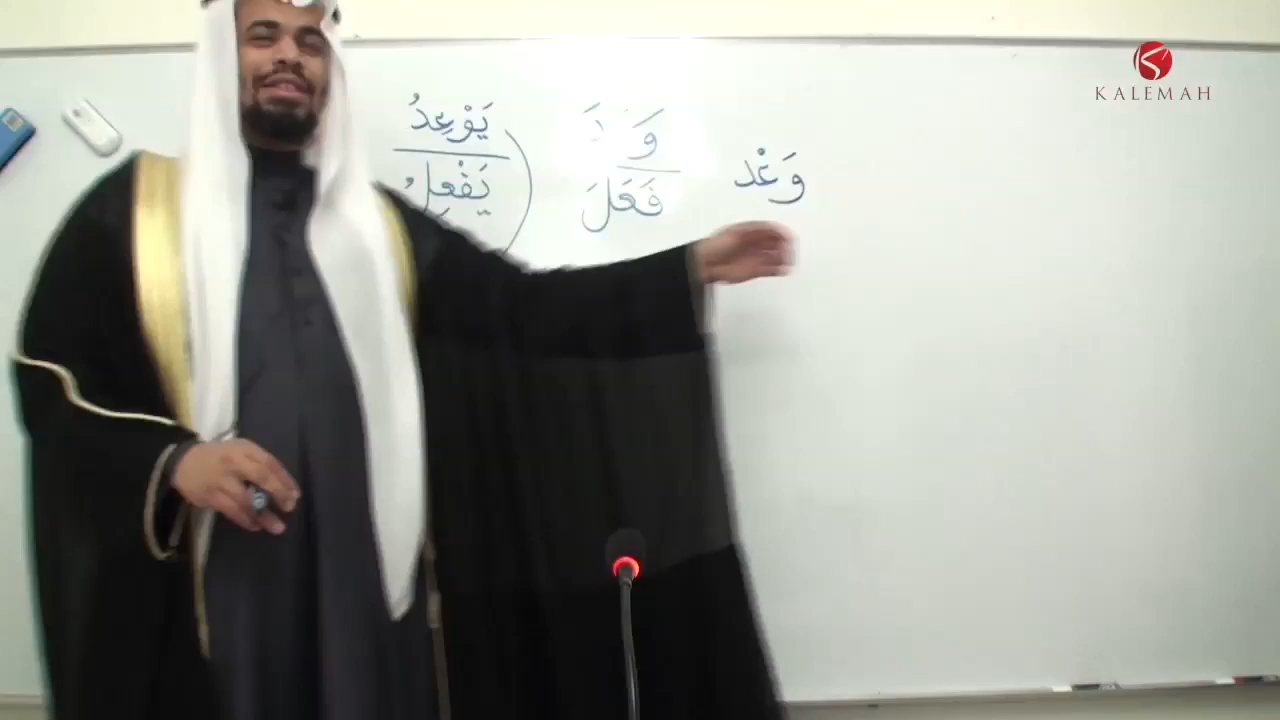 KALEMAH
وَعْد
وَ دَ
فَعَلَ
يَوْعِدُ
يَفْعِلُ